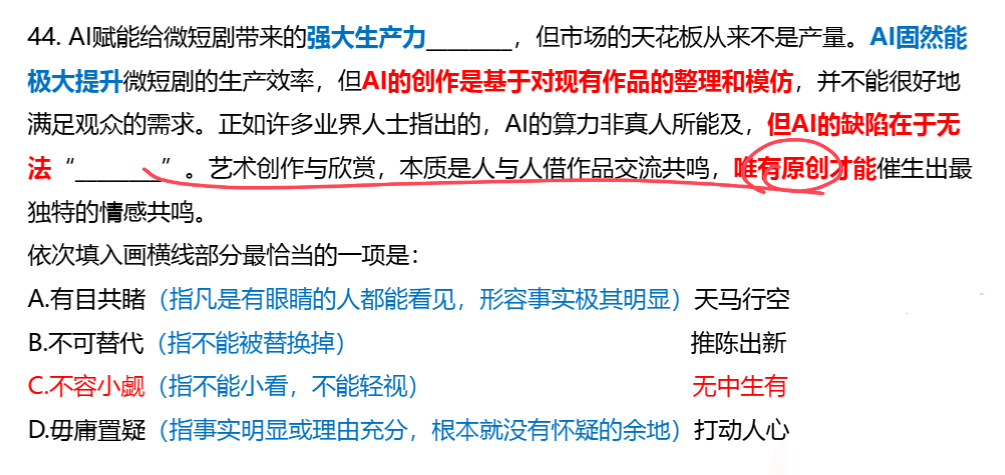 44. AI赋能给微短剧带来的强大生产力_______，但市场的天花板从来不是产量。AI固然能
极大提升微短剧的生产效率，但AI的创作是基于对现有作品的整理和模仿，并不能很好地
满足观众的需求。正如许多业界人士指出的，AI的算力非真人所能及，但AI的缺陷在于无
法“_______”。艺术创作与欣赏，本质是人与人借作品交流共鸣，唯有原创才能催生出最
独特的情感共鸣。
依次填入画横线部分最恰当的一项是：
A.有目共睹（指凡是有眼睛的人都能看见，形容事实极其明显）天马行空
B.不可替代（指不能被替换掉） 推陈出新
C.不容小觑（指不能小看，不能轻视） 无中生有
D.毋庸置疑（指事实明显或理由充分，根本就没有怀疑的余地）打动人心